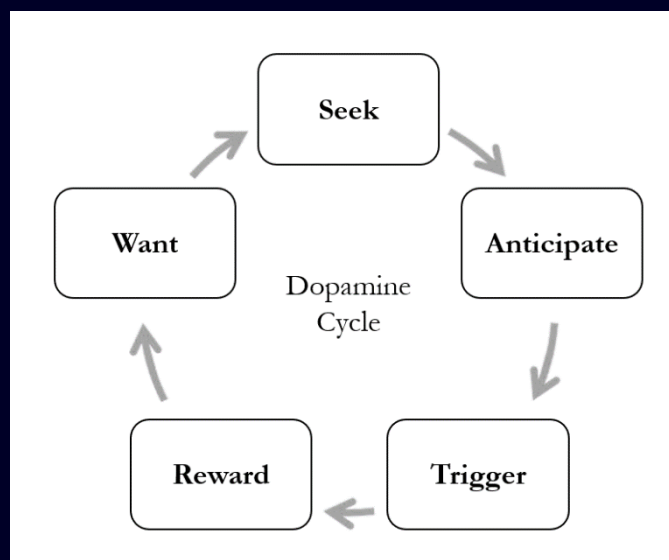 Seek
Want
Anticipate
Dopamine
Cycle
Reward
Trigger